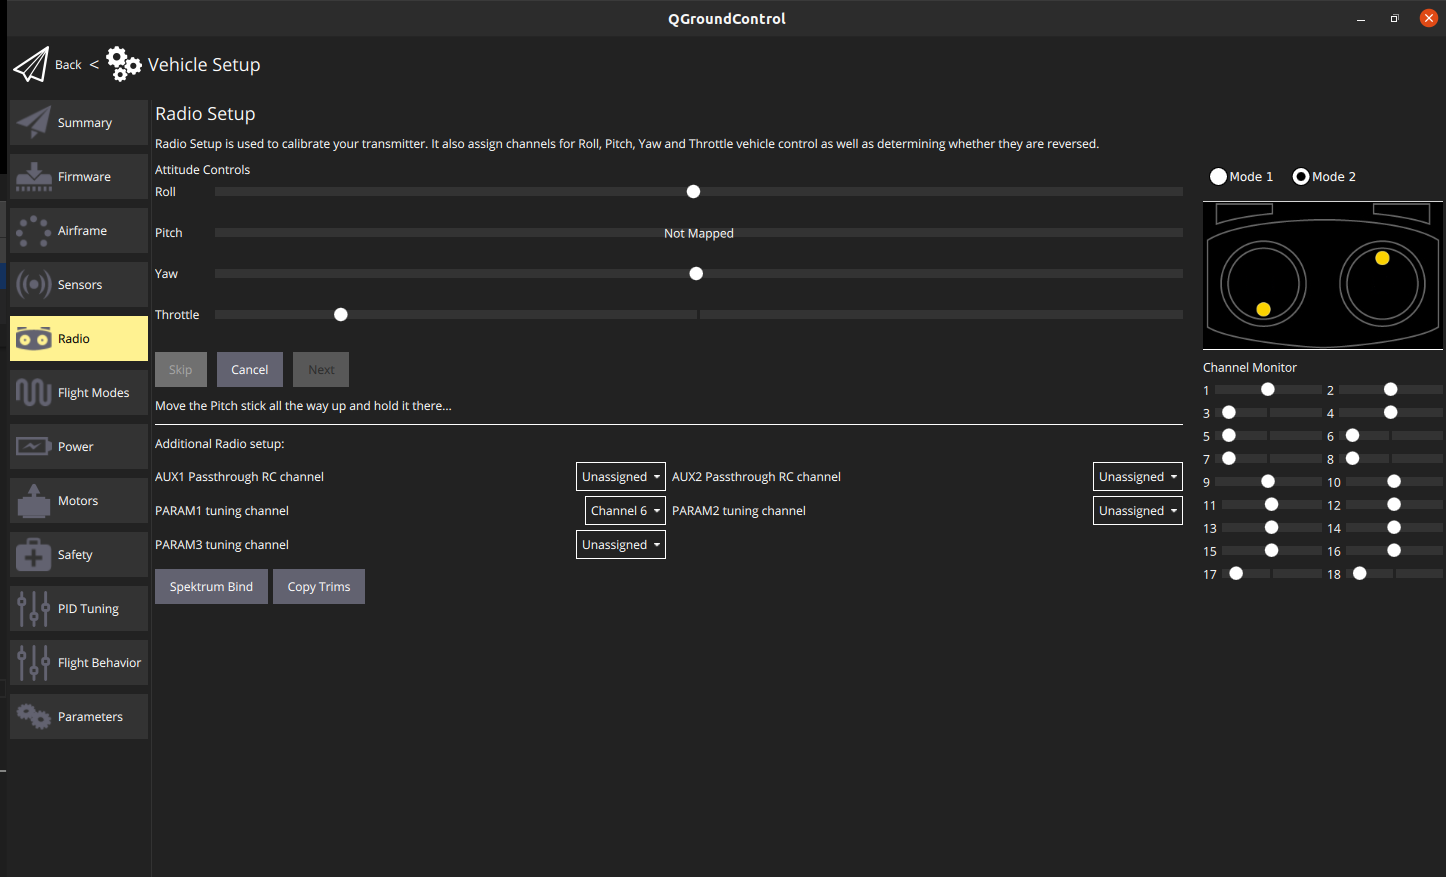 QGroundControl
Back < Vehicle Setup
Summary
Firmware
Airframe
Sensors
Radio
Flight Modes
Power
Motors
Safety
PID Tuning
Flight Behavior
Parameters
Radio Setup
Radio Setup is used to calibrate your transmitter. It also assign channels for Roll, Pitch, Yaw and Throttle vehicle control as well as determining whether they are reversed.
Attitude Controls
Roll
Pitch Not Mapped
Yaw
Throttle
Skip Cancel Next
Move the Pitch stick all the way up and hold it there...
Additional Radio setup:
AUX1 Passthrough RC channel Unassigned AUX2 Passthrough RC channel Unassigned
PARAM1 tuning channel Channel 6 PARAM2 tuning channel Unassigned
PARAM3 tuning channel Unassigned
Spektrum Bind Copy Trims
Mode 1 Mode 2
Channel Monitor
1 2
3 4
5 6
7 8
9 10
11 12
13 14
15 16
17 18